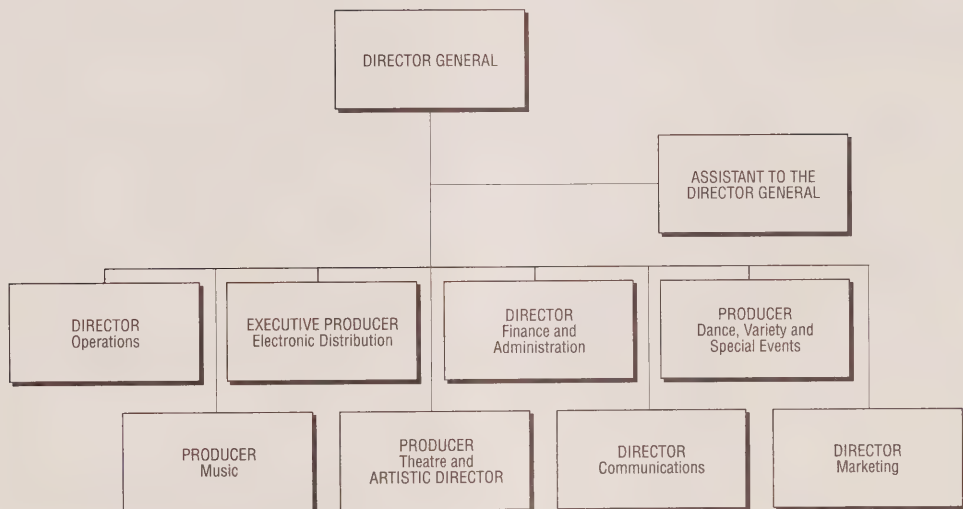 DIRECTOR GENERAL
ASSISTANT TO THE
DIRECTOR GENERAL
DIRECTOR
Operations
EXECUTIVE PRODUCER
Electronic Distribution
DIRECTOR
Finance and
Administration
PRODUCER
Dance, Variety and
Special Events
PRODUCER
Music
PRODUCER
Theatre and
ARTISTIC DIRECTOR
DIRECTOR
Communications
DIRECTOR
Marketing